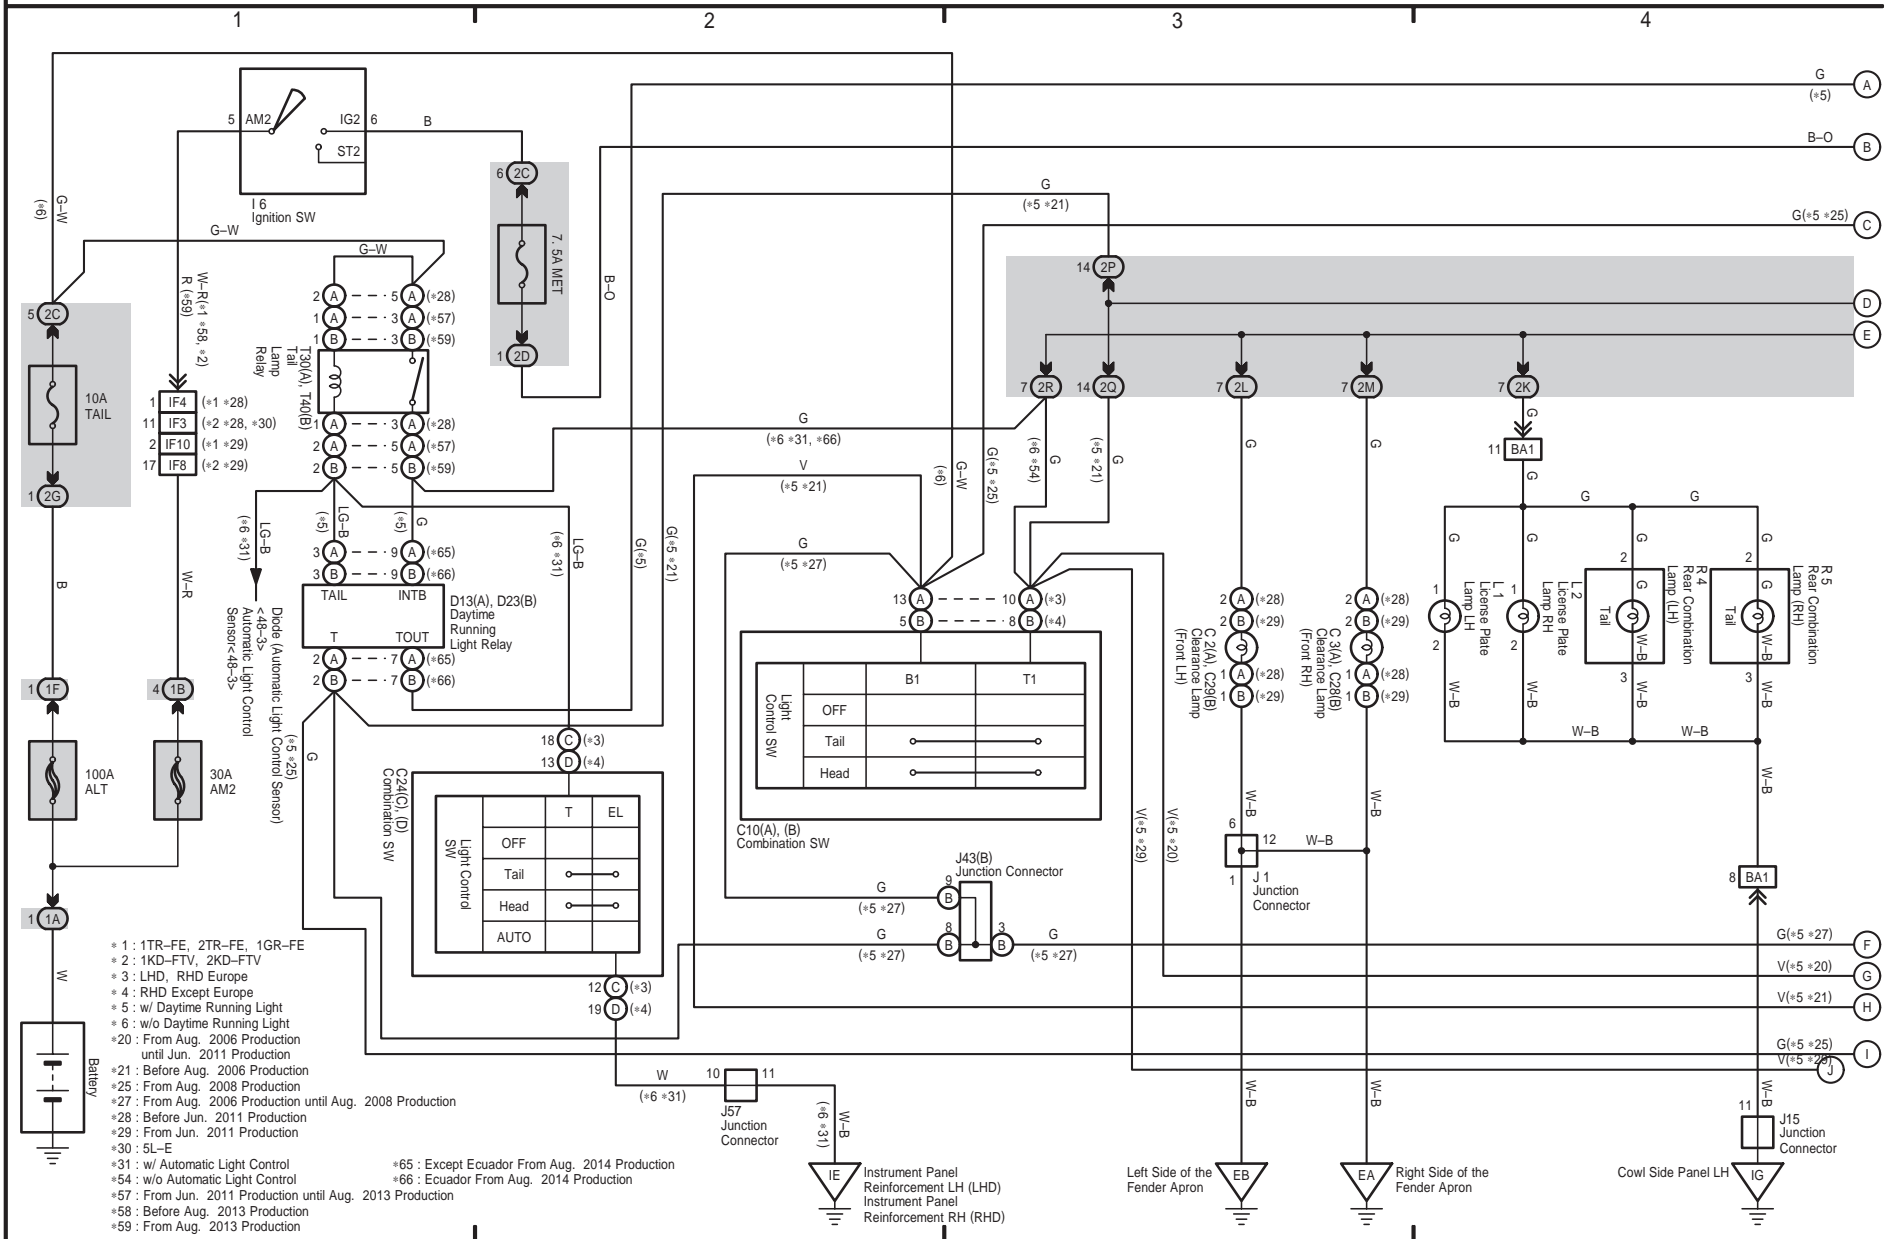 1 2 3 4
G
(*5)
A
5 AM2 IG2 6 B
ST2
I 6
Ignition SW
B–O
B
G–W
(*6)
G–W
G–W
6 2C
7. 5A MET
1 2D
B–O
G
(*5 *21)
G(*5 *25)
C
14 2P
D
E
7 2R 14 2Q 7 2L 7 2M 7 2K
5 2C
10A
TAIL
1 2G
W–R(*1 *58, *2)
R (*59)
1 IF4 (*1 *28)
11 IF3 (*2 *28, *30)
2 IF10 (*1 *29)
17 IF8 (*2 *29)
2 A 5 A (*28)
1 A 3 A (*57)
1 B 3 B (*59)
T30(A), T40(B)
Tail
Lamp
Relay
1 A 3 A (*28)
2 A 5 A (*57)
2 B 5 B (*59)
G
(*6 *31, *66)
V
(*5 *21)
G–W
(*6)
G(*5 *25)
G
(*6 *54)
G
(*5 *21)
G
G
G
11 BA1
G
G G
B
W–R
LG–B
(*6 *31)
LG–B
(*5)
G
(*5)
LG–B
(*6 *31)
G(*5)
G(*5 *21)
G
(*5 *27)
3 A 9 A (*65)
3 B 9 B (*66)
TAIL INTB
T TOUT
D13(A), D23(B)
Daytime
Running
Light Relay
2 A 7 A (*65)
2 B 7 B (*66)
Diode (Automatic Light Control Sensor)
<48–3>
Automatic Light Control
Sensor<48–3>
(*5 *25)
G
13 A 10 A (*3)
5 B 8 B (*4)
B1 T1
Light
Control SW
OFF
Tail
Head
C10(A), (B)
Combination SW
2 A (*28)
2 B (*29)
1 A (*28)
1 B (*29)
C 2(A), C29(B)
Clearance Lamp
(Front LH)
2 A (*28)
2 B (*29)
1 A (*28)
1 B (*29)
C 3(A), C28(B)
Clearance Lamp
(Front RH)
G G G G
1 1 2 2
2 2 3 3
L 1
License Plate
Lamp LH
L 2
License Plate
Lamp RH
G
Tail
W–B
R 4
Rear Combination
Lamp (LH)
G
Tail
W–B
R 5
Rear Combination
Lamp (RH)
W–B W–B W–B W–B
W–B W–B
W–B
1 1F 4 1B
100A
ALT
30A
AM2
1 1A
W
Battery
18 C (*3)
13 D (*4)
C24(C), (D)
Combination SW
T EL
Light Control
SW
OFF
Tail
Head
AUTO
12 C (*3)
19 D (*4)
V(*5 *29)
V(*5 *20)
W–B
W–B
6
12 W–B
1 J 1
Junction
Connector
J43(B)
Junction Connector
9
B
8
B
3
B
G
(*5 *27)
G
(*5 *27)
G
(*5 *27)
8 BA1
G(*5 *27)
F
V(*5 *20)
G
V(*5 *21)
H
G(*5 *25)
I
V(*5 *29)
J
* 1 : 1TR–FE, 2TR–FE, 1GR–FE
* 2 : 1KD–FTV, 2KD–FTV
* 3 : LHD, RHD Europe
* 4 : RHD Except Europe
* 5 : w/ Daytime Running Light
* 6 : w/o Daytime Running Light
*20 : From Aug. 2006 Production
until Jun. 2011 Production
*21 : Before Aug. 2006 Production
*25 : From Aug. 2008 Production
*27 : From Aug. 2006 Production until Aug. 2008 Production
*28 : Before Jun. 2011 Production
*29 : From Jun. 2011 Production
*30 : 5L–E
*31 : w/ Automatic Light Control
*54 : w/o Automatic Light Control
*57 : From Jun. 2011 Production until Aug. 2013 Production
*58 : Before Aug. 2013 Production
*59 : From Aug. 2013 Production
*65 : Except Ecuador From Aug. 2014 Production
*66 : Ecuador From Aug. 2014 Production
W
(*6 *31)
10 11
J57
Junction
Connector
W–B
(*6 *31)
IE
Instrument Panel
Reinforcement LH (LHD)
Instrument Panel
Reinforcement RH (RHD)
W–B
Left Side of the
Fender Apron
EB
W–B
EA
Right Side of the
Fender Apron
W–B
11
J15
Junction
Connector
Cowl Side Panel LH
IG